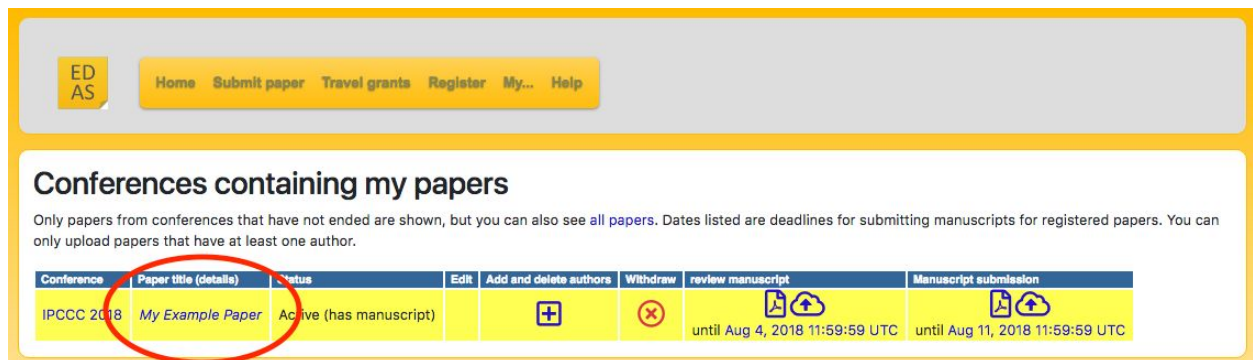 ED
AS
Home Submit paper Travel grants Register My... Help
Conferences containing my papers
Only papers from conferences that have not ended are shown, but you can also see all papers. Dates listed are deadlines for submitting manuscripts for registered papers. You can
only upload papers that have at least one author.
Conference Paper title (details) Status Edit Add and delete authors Withdraw review manuscript Manuscript submission
IPCCC 2018 My Example Paper Active (has manuscript)
until Aug 4, 2018 11:59:59 UTC until Aug 11, 2018 11:59:59 UTC